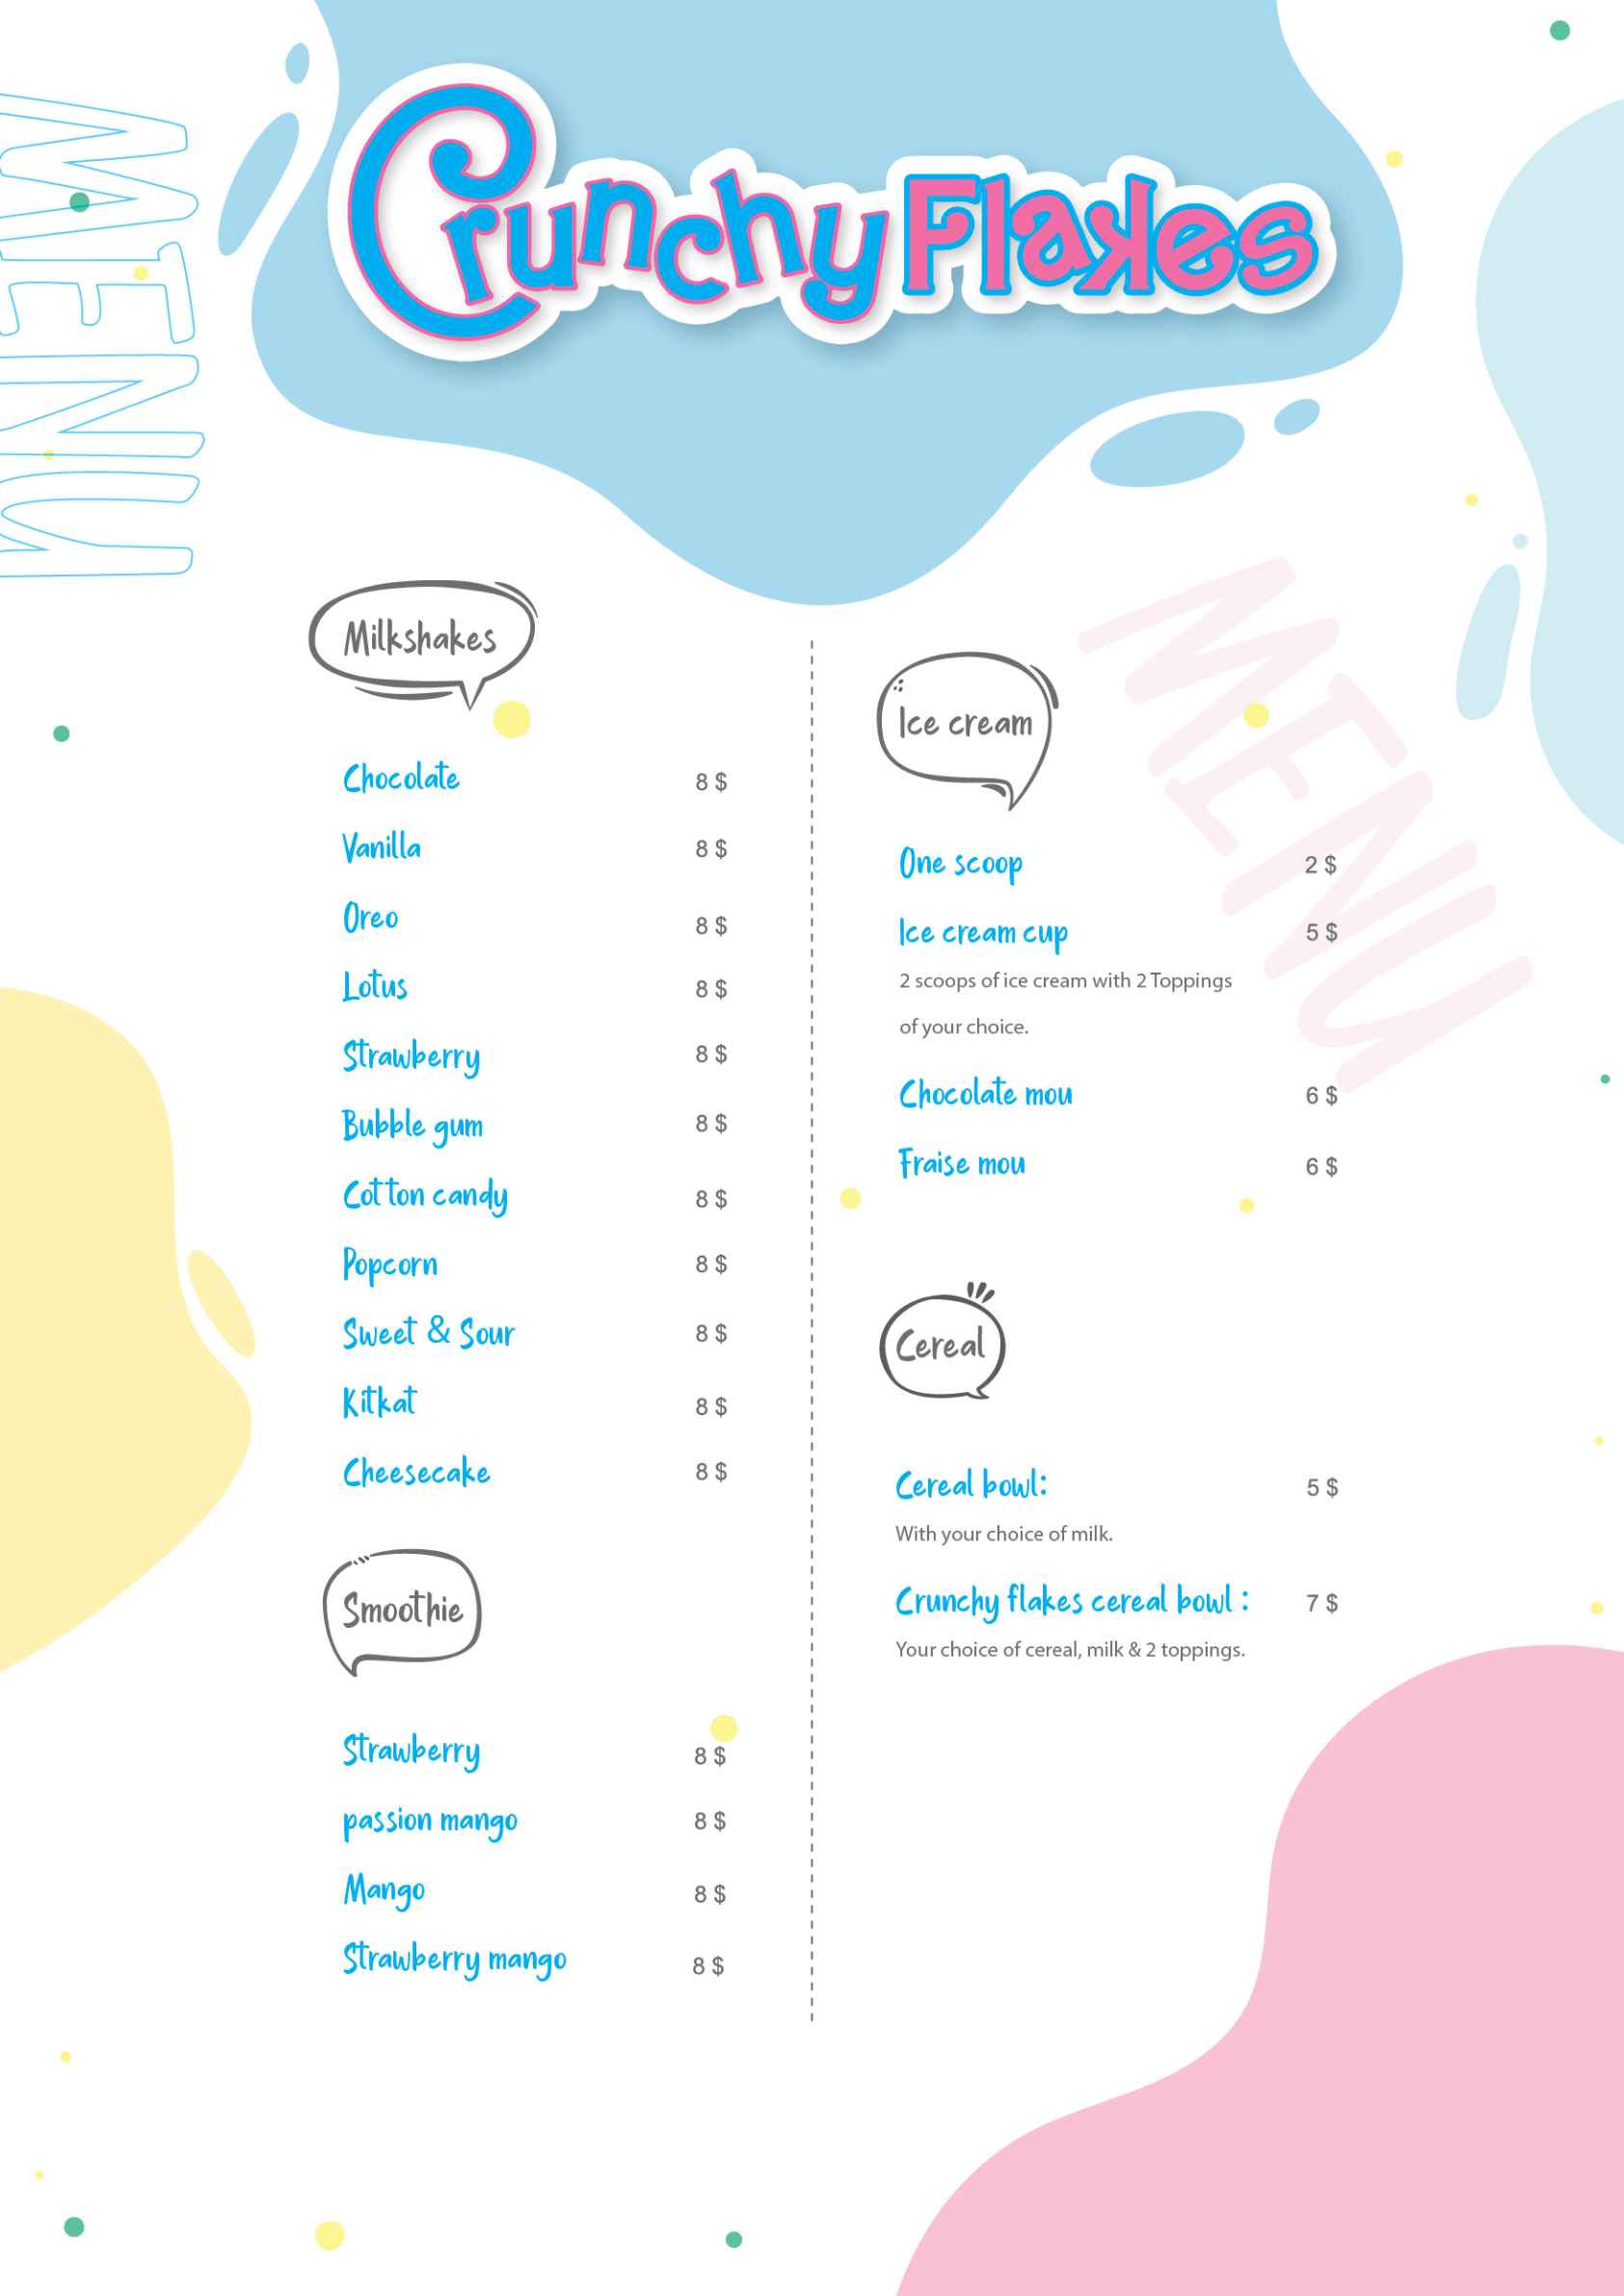 MENU
Crunchy Flakes
MENU
Milkshakes
Chocolate 8 $
Vanilla 8 $
Oreo 8 $
Lotus 8 $
Strawberry 8 $
Bubble gum 8 $
Cotton candy 8 $
Popcorn 8 $
Sweet & Sour 8 $
Kitkat 8 $
Cheesecake 8 $
Smoothie
Strawberry 8 $
passion mango 8 $
Mango 8 $
Strawberry mango 8 $
Ice cream
One scoop 2 $
Ice cream cup 5 $
2 scoops of ice cream with 2 Toppings
of your choice.
Chocolate mou 6 $
Fraise mou 6 $
Cereal
Cereal bowl: 5 $
With your choice of milk.
Crunchy flakes cereal bowl : 7 $
Your choice of cereal, milk & 2 toppings.